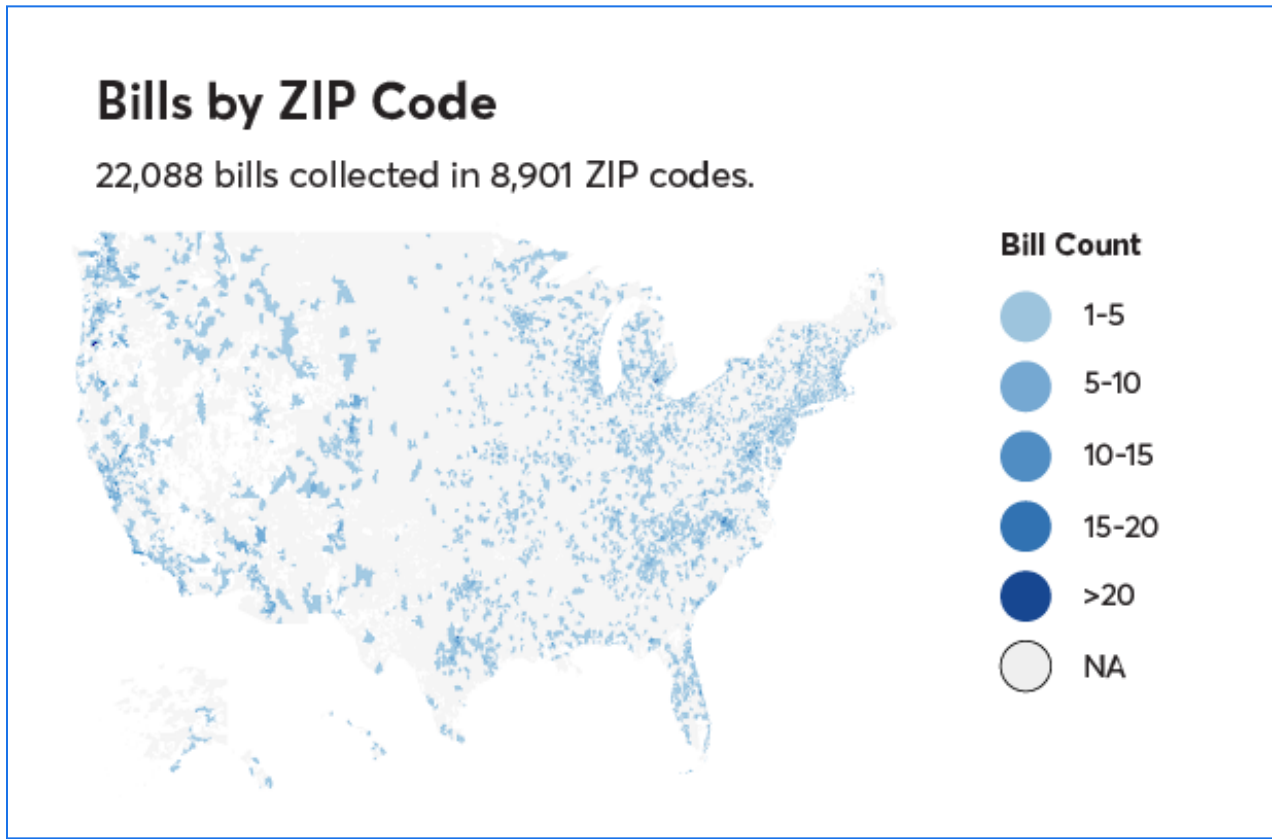 Bills by ZIP Code
22,088 bills collected in 8,901 ZIP codes.
Bill Count
1-5
5-10
10-15
15-20
>20
NA